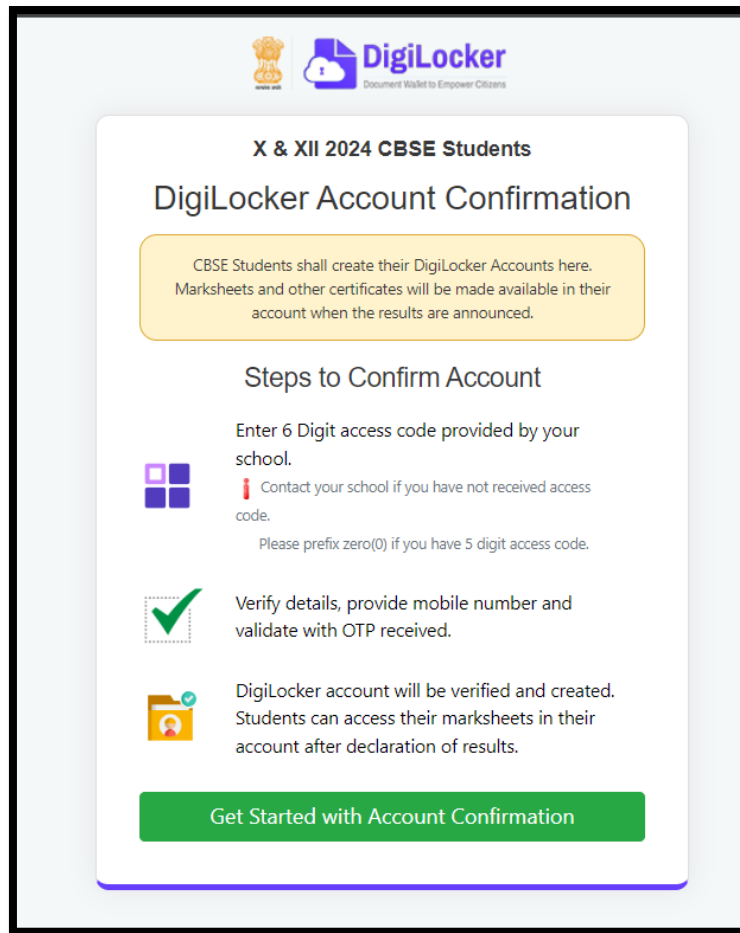 DigiLocker
Document Wallet to Empower Citizens
X & XII 2024 CBSE Students
DigiLocker Account Confirmation
CBSE Students shall create their DigiLocker Accounts here.
Marksheets and other certificates will be made available in their
account when the results are announced.
Steps to Confirm Account
Enter 6 Digit access code provided by your
school.
Contact your school if you have not received access
code.
Please prefix zero(0) if you have 5 digit access code.
Verify details, provide mobile number and
validate with OTP received.
DigiLocker account will be verified and created.
Students can access their marksheets in their
account after declaration of results.
Get Started with Account Confirmation